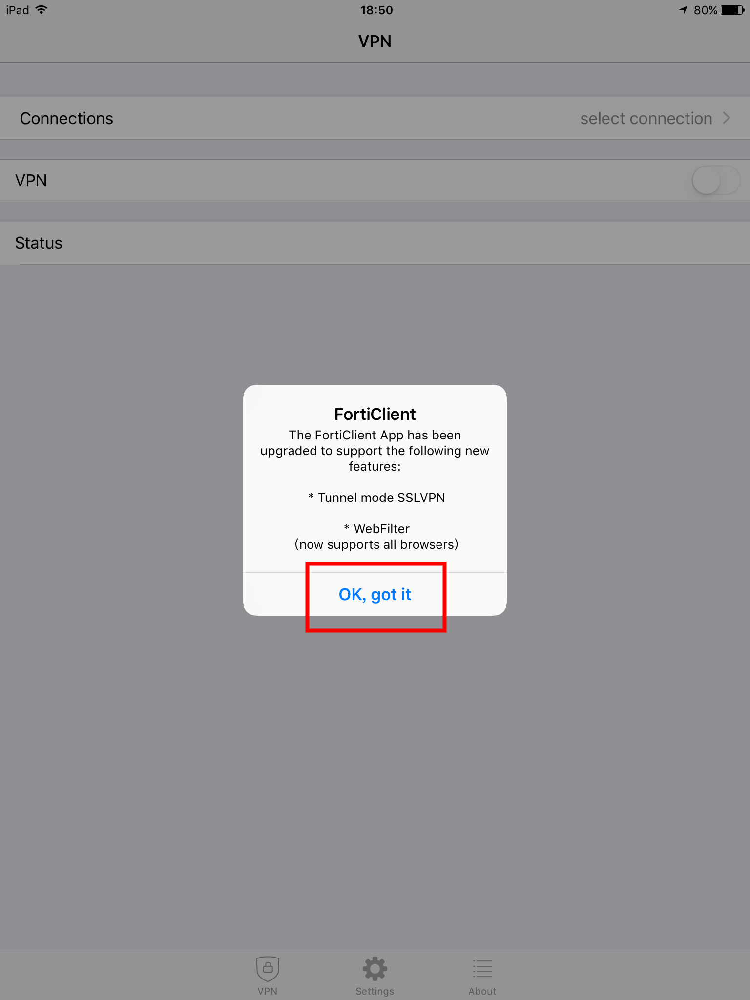 iPad 18:50 80%
VPN
Connections select connection
VPN
Status
FortiClient
The FortiClient App has been
upgraded to support the following new
features:
* Tunnel mode SSLVPN
* WebFilter
(now supports all browsers)
OK, got it
VPN Settings About